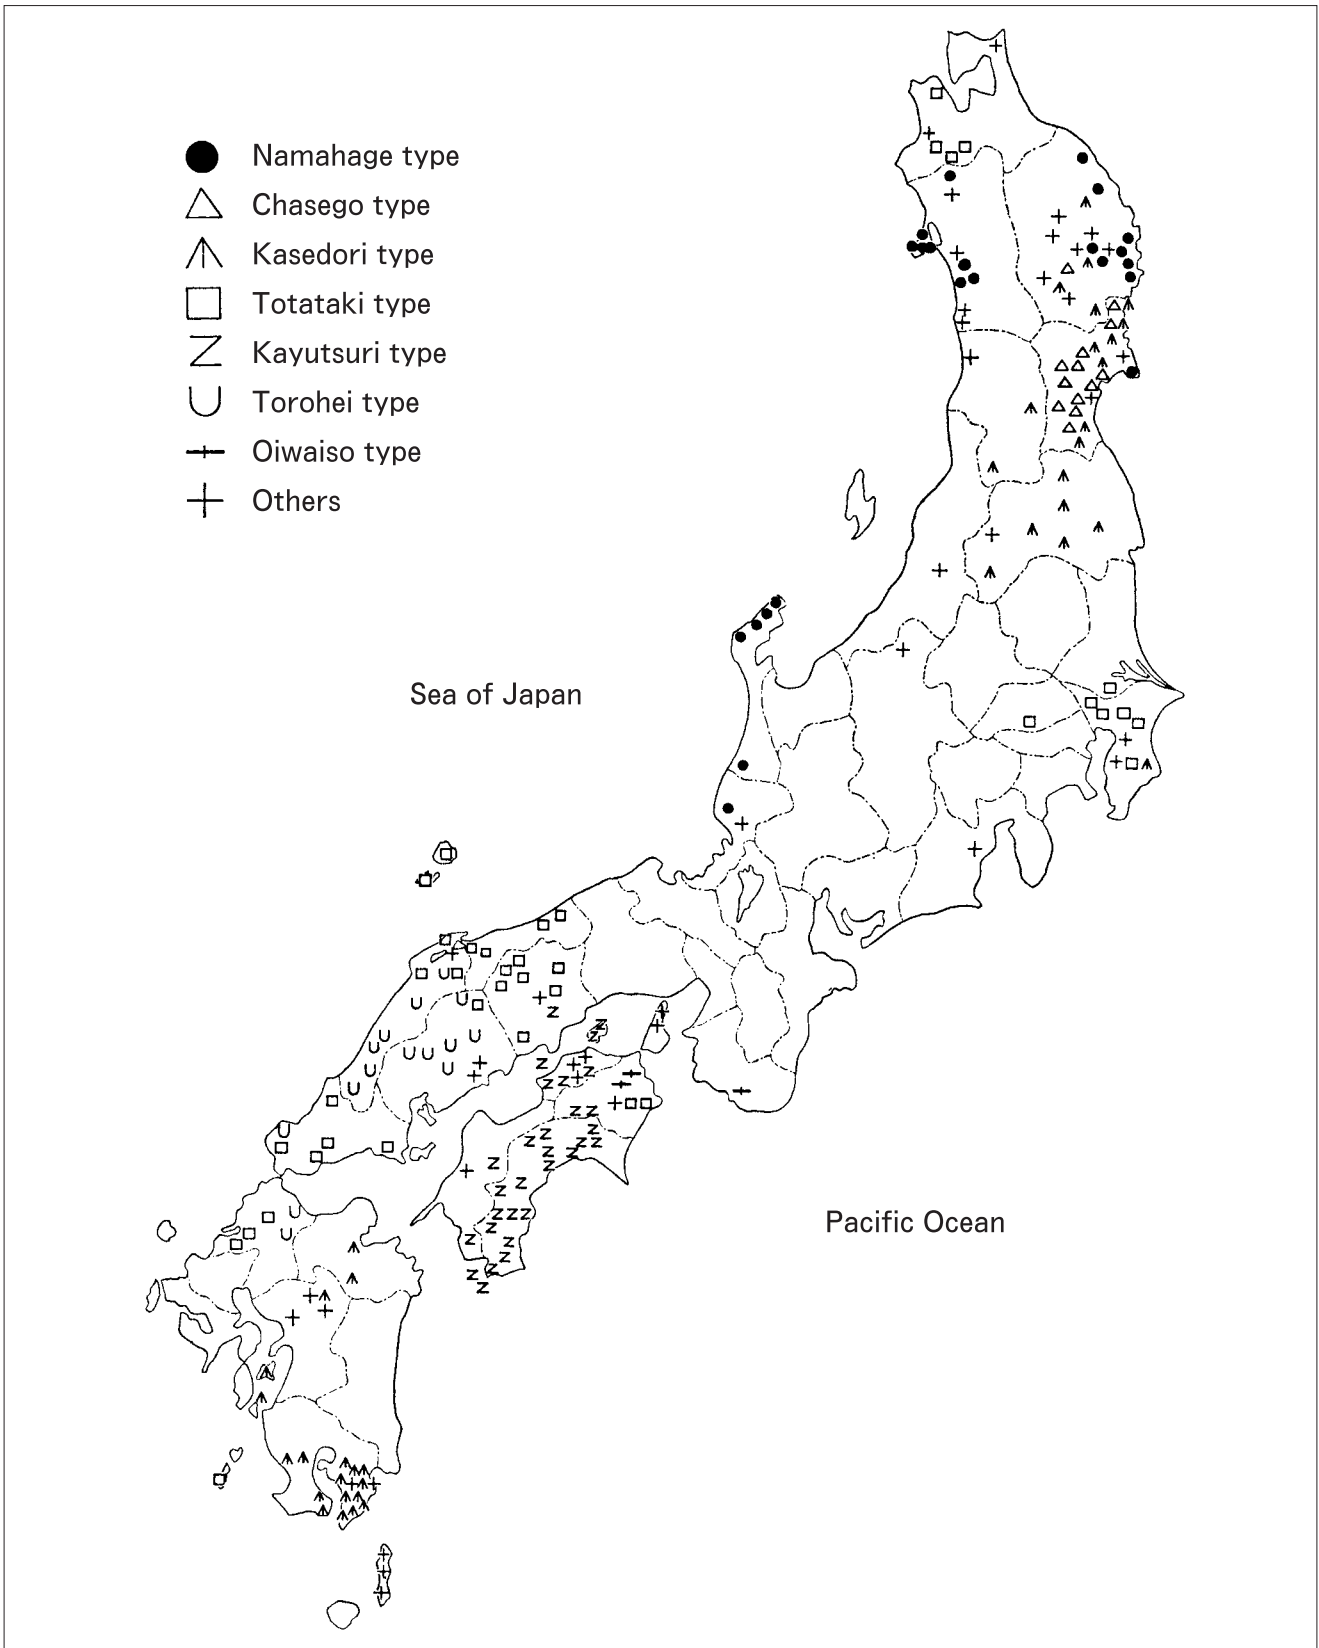 Namahage type
Chasego type
Kasedori type
Totataki type
Kayutsuri type
Torohei type
Oiwaiso type
Others
Sea of Japan
Pacific Ocean